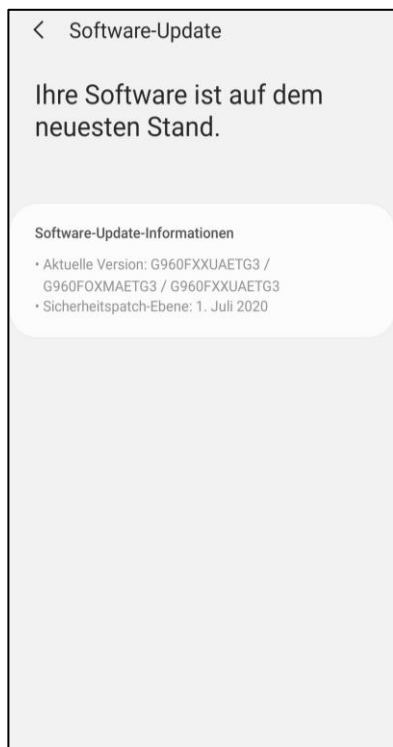 Software-Update
Ihre Software ist auf dem
neuesten Stand.
Software-Update-Informationen
• Aktuelle Version: G960FXXUAETG3 /
G960FOXMAETG3 / G960FXXUAETG3
• Sicherheitspatch-Ebene: 1. Juli 2020